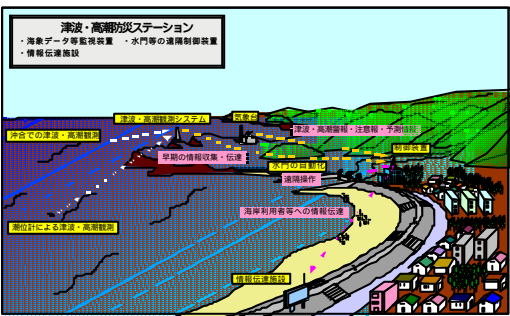 津波・高潮防災ステーション
・海象データ等監視装置 ・水門等の遠隔制御装置
・情報伝達施設
津波・高潮観測システム
気象台
沖合での津波・高潮観測
津波・高潮警報・注意報・予測情報
制御装置
早期の情報収集・伝達
水門の自動化
遠隔操作
海岸利用者等への情報伝達
潮位計による津波・高潮観測
情報伝達施設